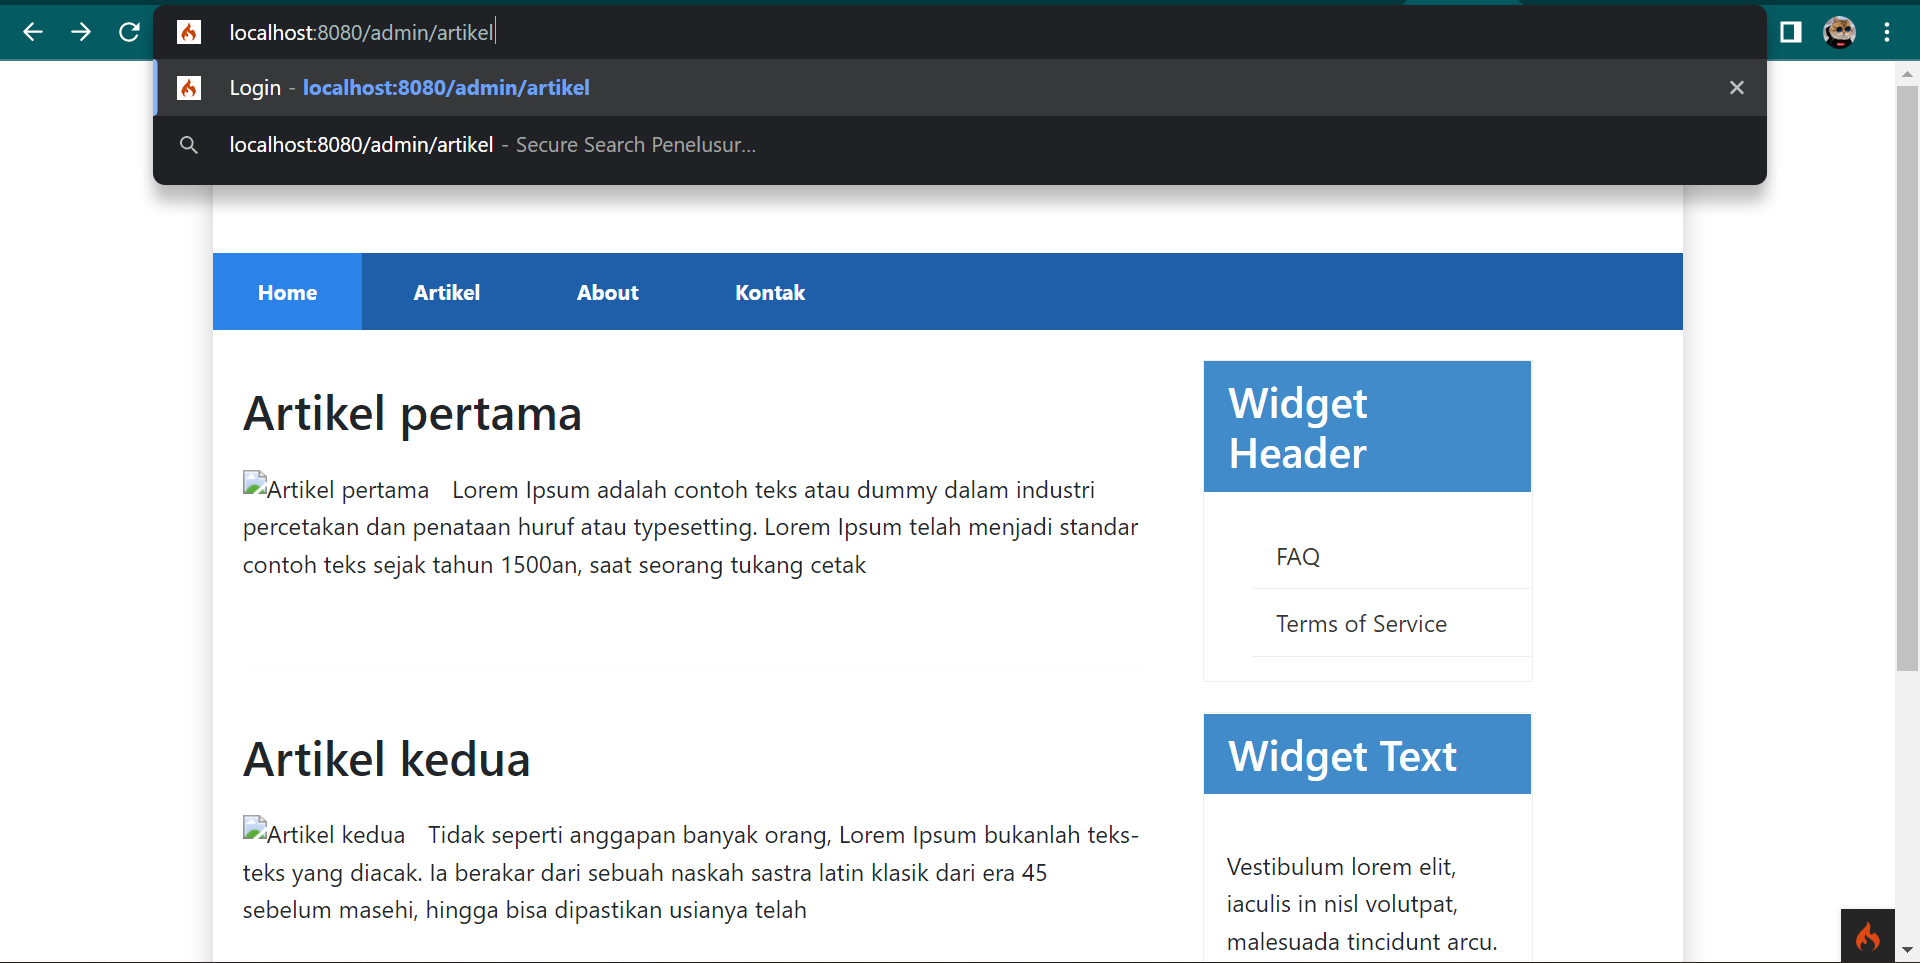 localhost:8080/admin/artikel
Login - localhost:8080/admin/artikel
localhost:8080/admin/artikel - Secure Search Penelusur...
Home Artikel About Kontak
Artikel pertama
Artikel pertama Lorem Ipsum adalah contoh teks atau dummy dalam industri
percetakan dan penataan huruf atau typesetting. Lorem Ipsum telah menjadi standar
contoh teks sejak tahun 1500an, saat seorang tukang cetak
Artikel kedua
Artikel kedua Tidak seperti anggapan banyak orang, Lorem Ipsum bukanlah teks-
teks yang diacak. Ia berakar dari sebuah naskah sastra latin klasik dari era 45
sebelum masehi, hingga bisa dipastikan usianya telah
Widget
Header
FAQ
Terms of Service
Widget Text
Vestibulum lorem elit,
iaculis in nisl volutpat,
malesuada tincidunt arcu.